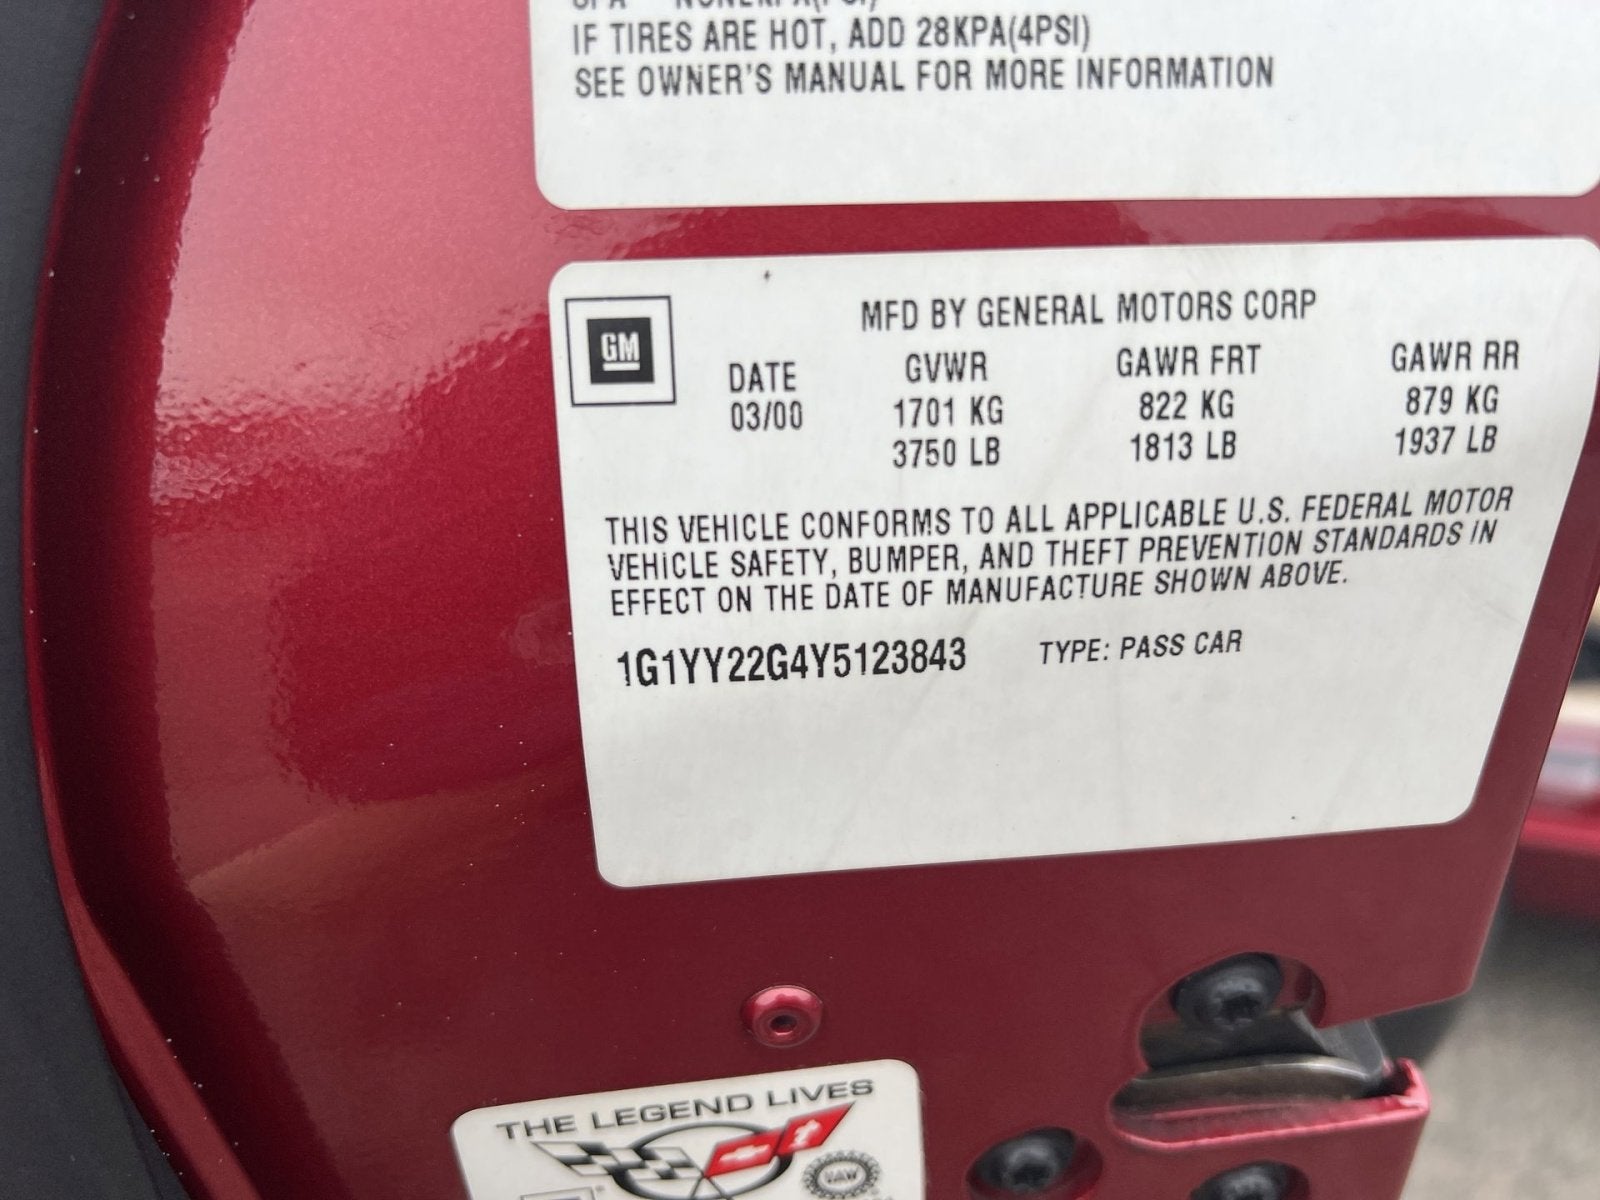 IF TIRES ARE HOT, ADD 28KPA(4PSI)
SEE OWNER'S MANUAL FOR MORE INFORMATION
GM
MFD BY GENERAL MOTORS CORP
DATE GVWR GAWR FRT GAWR RR
03/00 1701 KG 822 KG 879 KG
3750 LB 1813 LB 1937 LB
THIS VEHICLE CONFORMS TO ALL APPLICABLE U.S. FEDERAL MOTOR
VEHICLE SAFETY, BUMPER, AND THEFT PREVENTION STANDARDS IN
EFFECT ON THE DATE OF MANUFACTURE SHOWN ABOVE.
1G1YY22G4Y5123843 TYPE: PASS CAR
THE LEGEND LIVES
UAW